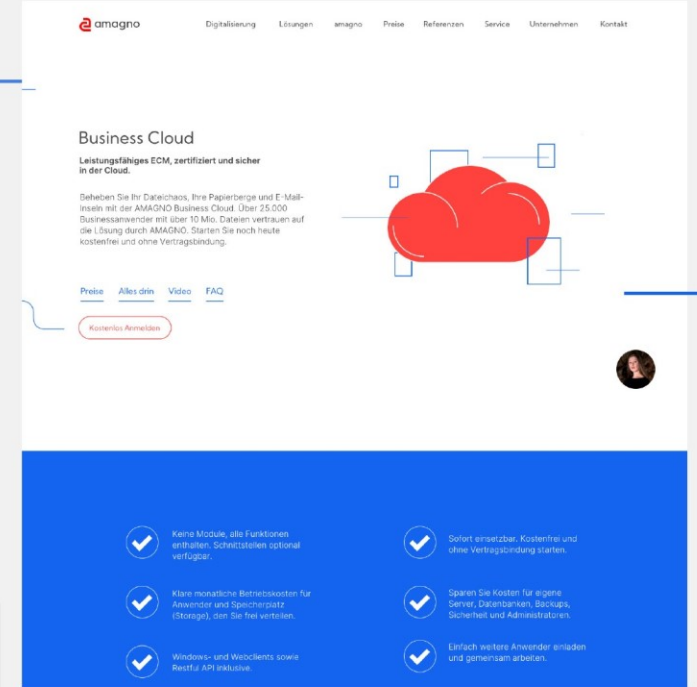 amagno
Digitalisierung Lösungen amagno Preise Referenzen Service Unternehmen Kontakt
Business Cloud
Leistungsfähiges ECM, zertifiziert und sicher
in der Cloud.
Beheben Sie Ihr Dateichaos, Ihre Papierberge und E-Mail-
Inseln mit der AMAGNO Business Cloud. Über 25.000
Businessanwender mit über 10 Mio. Dateien vertrauen auf
die Lösung durch AMAGNO. Starten Sie noch heute
kostenfrei und ohne Vertragsbindung.
Preise Alles drin Video FAQ
Kostenlos Anmelden
Keine Module, alle Funktionen
enthalten. Schnittstellen optional
verfügbar.
Sofort einsetzbar. Kostenfrei und
ohne Vertragsbindung starten.
Klare monatliche Betriebskosten für
Anwender und Speicherplatz
(Storage), den Sie frei verteilen.
Sparen Sie Kosten für eigene
Server, Datenbanken, Backups,
Sicherheit und Administratoren.
Windows- und Webclients sowie
Restful API inklusive.
Einfach weitere Anwender einladen
und gemeinsam arbeiten.